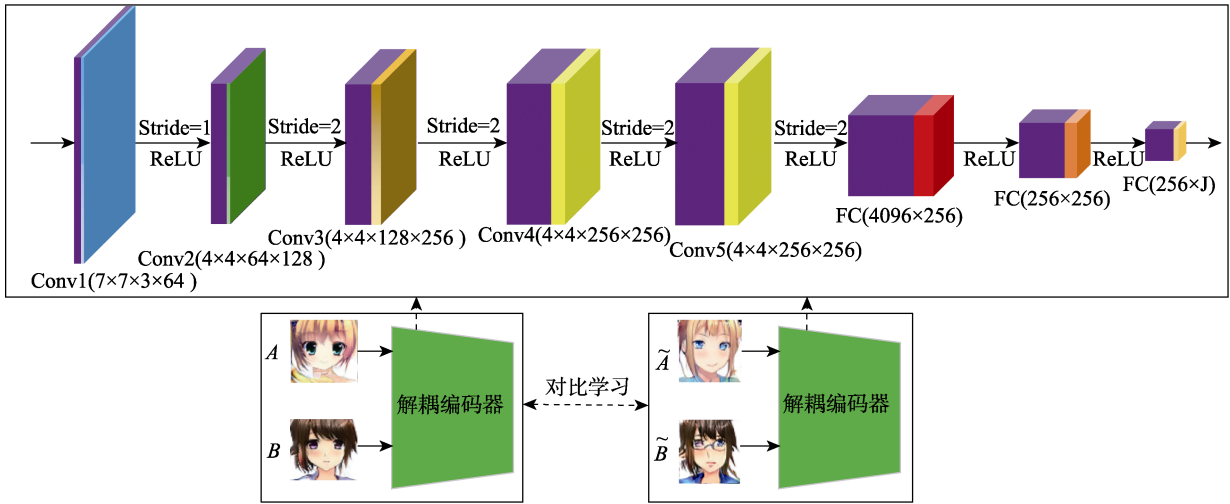 Stride=1
ReLU
Stride=2
ReLU
Stride=2
ReLU
Stride=2
ReLU
Stride=2
ReLU
ReLU
ReLU
Conv1(7×7×3×64 )
Conv2(4×4×64×128 )
Conv3(4×4×128×256 )
Conv4(4×4×256×256)
Conv5(4×4×256×256)
FC(4096×256)
FC(256×256)
FC(256×J)
A
解耦编码器
B
对比学习
Ã
解耦编码器
B̃